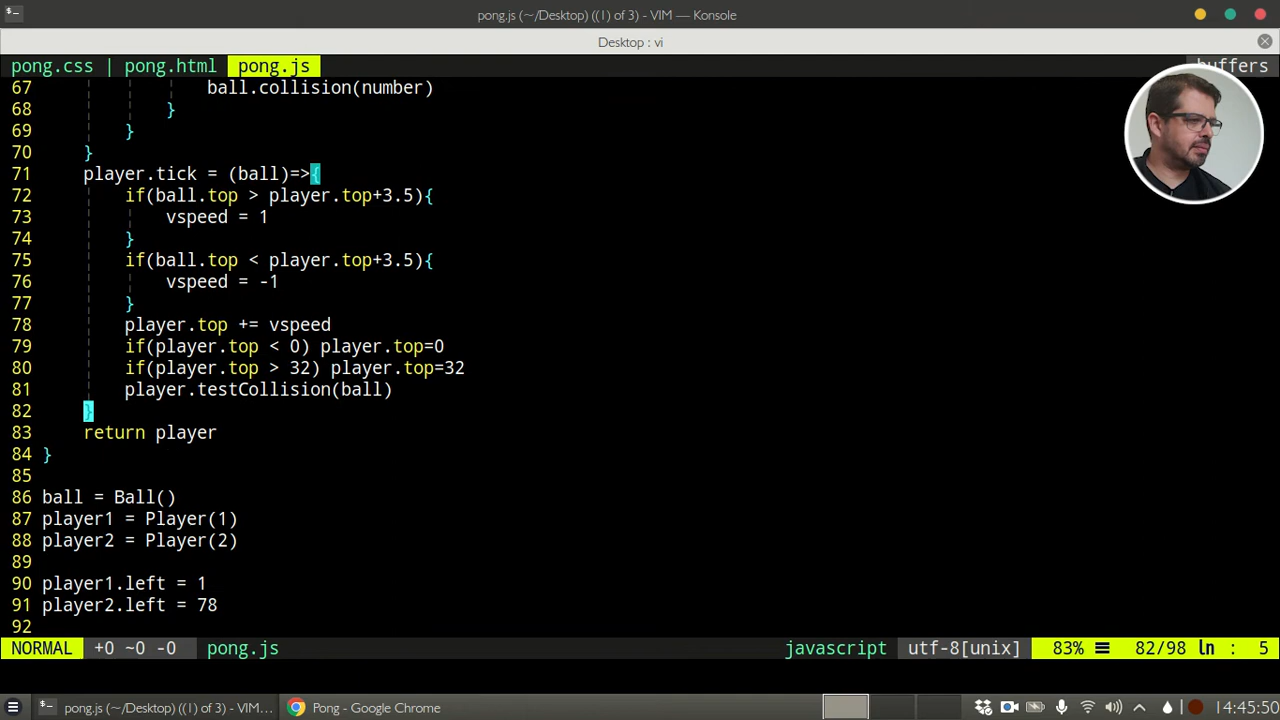 pong.js (~/Desktop) ((1) of 3) - VIM — Konsole
Desktop : vi
pong.css | pong.html pong.js buffers
67 ball.collision(number)
68 }
69 }
70 }
71 player.tick = (ball)=>{
72 if(ball.top > player.top+3.5){
73 vspeed = 1
74 }
75 if(ball.top < player.top+3.5){
76 vspeed = -1
77 }
78 player.top += vspeed
79 if(player.top < 0) player.top=0
80 if(player.top > 32) player.top=32
81 player.testCollision(ball)
82 }
83 return player
84 }
85
86 ball = Ball()
87 player1 = Player(1)
88 player2 = Player(2)
89
90 player1.left = 1
91 player2.left = 78
92
NORMAL +0 ~0 -0 pong.js javascript utf-8[unix] 83% ☰ 82/98 ln : 5
pong.js (~/Desktop) ((1) of 3)... Pong - Google Chrome 14:45:50